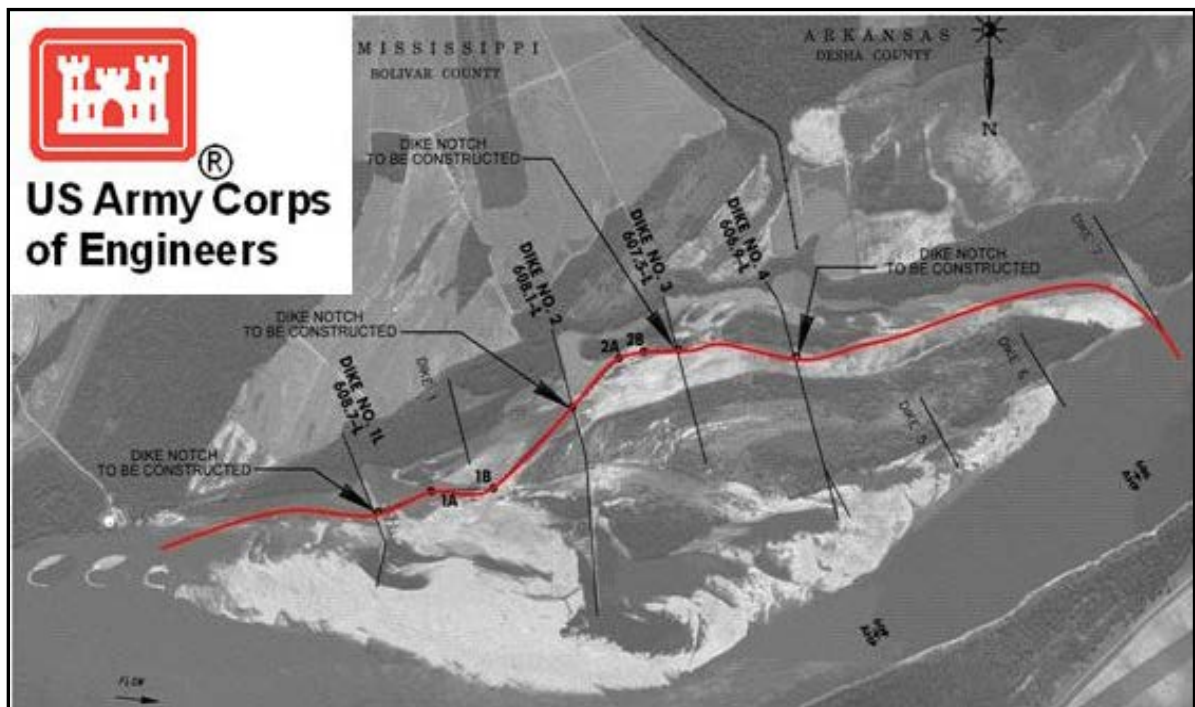 ®
US Army Corps
of Engineers
MISSISSIPPI
BOLIVAR COUNTY
ARKANSAS
DESHA COUNTY
N
DIKE NOTCH
TO BE CONSTRUCTED
DIKE NO. 4
606.9-L
DIKE NO. 3
607.3-L
DIKE 7
DIKE NO. 2
608.1-L
DIKE NOTCH
TO BE CONSTRUCTED
DIKE NOTCH
TO BE CONSTRUCTED
2A
2B
DIKE 6
DIKE NO. 1L
608.7-L
DIKE 1
DIKE 5
DIKE NOTCH
TO BE CONSTRUCTED
1B
1A
FLOW